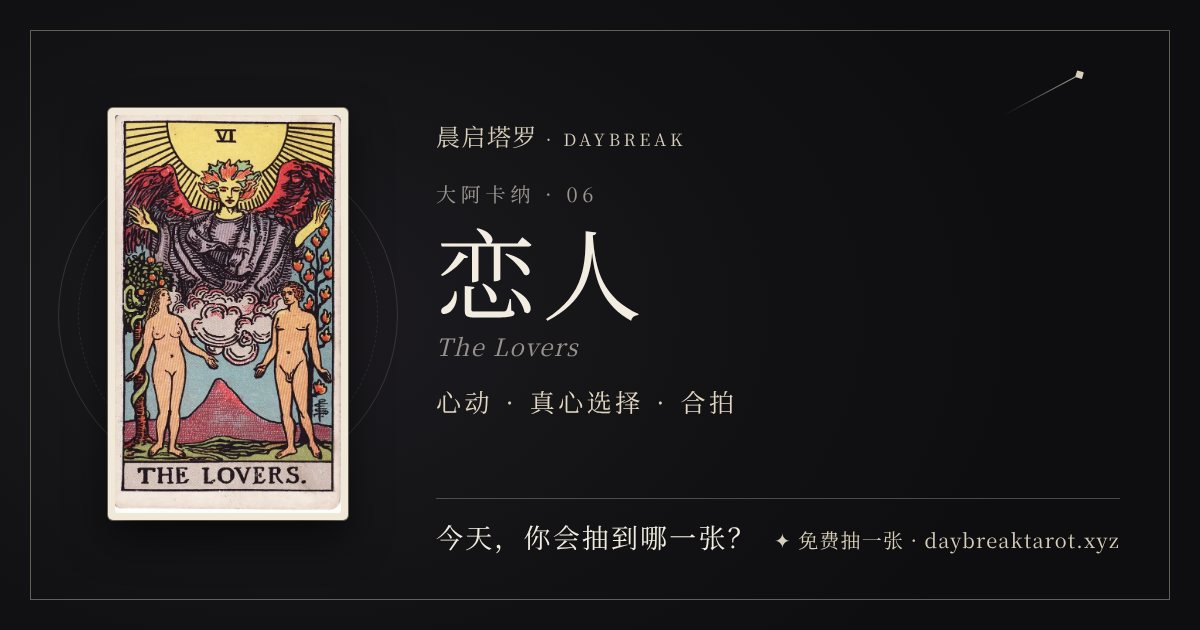 VI
THE LOVERS.
晨启塔罗 · DAYBREAK
大阿卡纳 · 06
恋人
The Lovers
心动 · 真心选择 · 合拍
今天，你会抽到哪一张？ ✦ 免费抽一张 · daybreaktarot.xyz